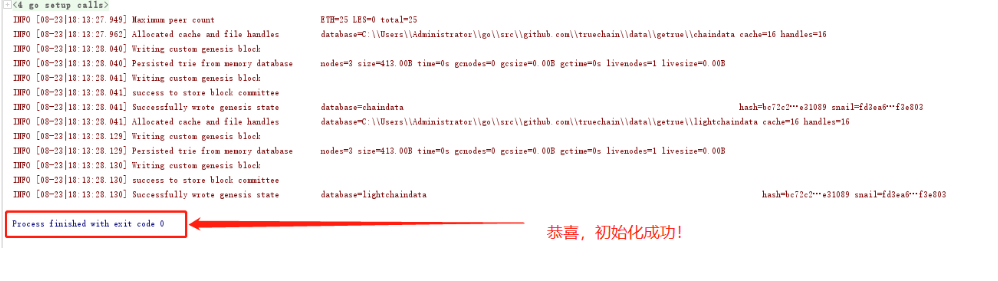 <4 go setup calls>
INFO [08-23|18:13:27.949] Maximum peer count                       ETH=25 LES=0 total=25
INFO [08-23|18:13:27.962] Allocated cache and file handles         database=C:\\Users\\Administrator\\go\\src\\github.com\\truechain\\data\\getrue\\chaindata cache=16 handles=16
INFO [08-23|18:13:28.040] Writing custom genesis block
INFO [08-23|18:13:28.040] Persisted trie from memory database      nodes=3 size=413.00B time=0s gcnodes=0 gcsize=0.00B gctime=0s livenodes=1 livesize=0.00B
INFO [08-23|18:13:28.041] Writing custom genesis block
INFO [08-23|18:13:28.041] success to store block committee
INFO [08-23|18:13:28.041] Successfully wrote genesis state         database=chaindata hash=bc72c2…e31089 snail=fd3ea6…f3e803
INFO [08-23|18:13:28.041] Allocated cache and file handles         database=C:\\Users\\Administrator\\go\\src\\github.com\\truechain\\data\\getrue\\lightchaindata cache=16 handles=16
INFO [08-23|18:13:28.129] Writing custom genesis block
INFO [08-23|18:13:28.129] Persisted trie from memory database      nodes=3 size=413.00B time=0s gcnodes=0 gcsize=0.00B gctime=0s livenodes=1 livesize=0.00B
INFO [08-23|18:13:28.130] Writing custom genesis block
INFO [08-23|18:13:28.130] success to store block committee
INFO [08-23|18:13:28.130] Successfully wrote genesis state         database=lightchaindata hash=bc72c2…e31089 snail=fd3ea6…f3e803
Process finished with exit code 0
恭喜，初始化成功！